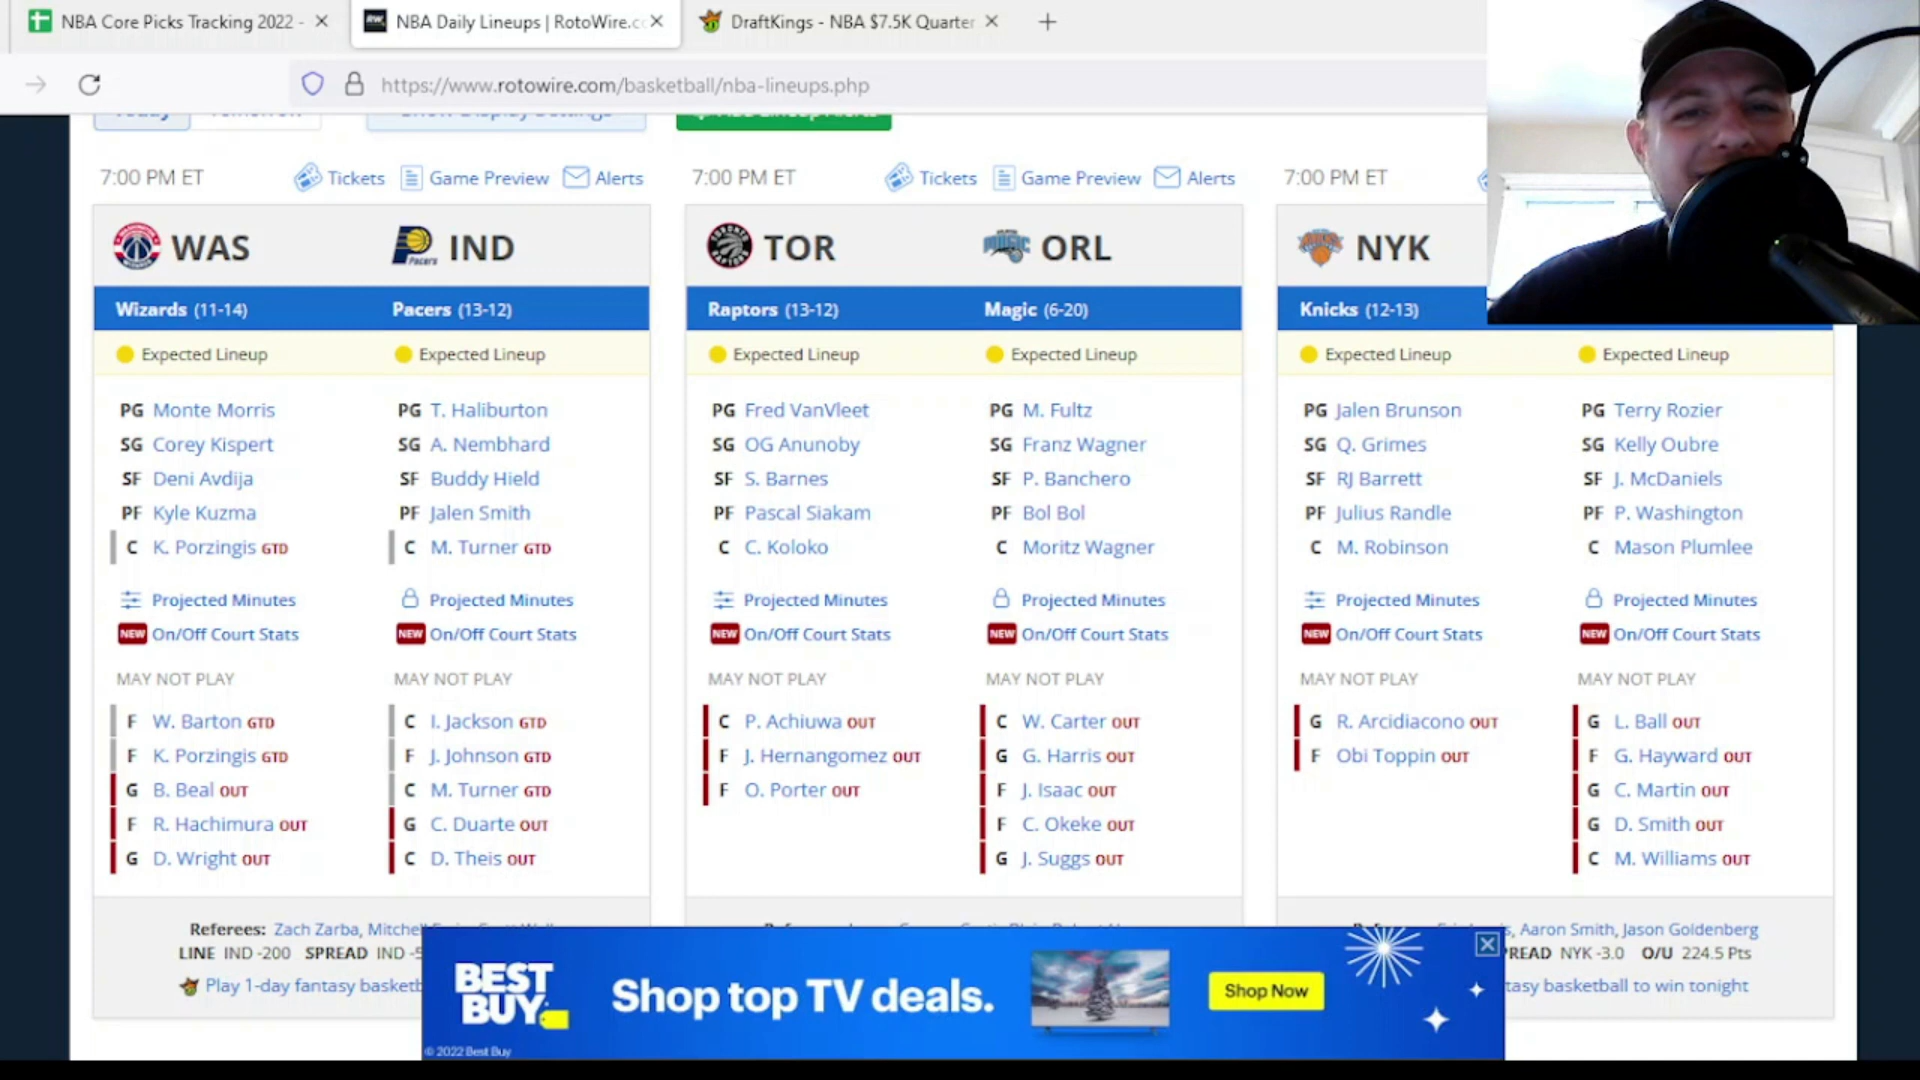 NBA Core Picks Tracking 2022 -
NBA Daily Lineups | RotoWire.cc
DraftKings - NBA $7.5K Quarter
https://www.rotowire.com/basketball/nba-lineups.php
7:00 PM ET Tickets Game Preview Alerts
WAS IND
Wizards (11-14) Pacers (13-12)
Expected Lineup Expected Lineup
PG Monte Morris PG T. Haliburton
SG Corey Kispert SG A. Nembhard
SF Deni Avdija SF Buddy Hield
PF Kyle Kuzma PF Jalen Smith
C K. Porzingis GTD C M. Turner GTD
Projected Minutes Projected Minutes
NEW On/Off Court Stats NEW On/Off Court Stats
MAY NOT PLAY MAY NOT PLAY
F W. Barton GTD C I. Jackson GTD
F K. Porzingis GTD F J. Johnson GTD
G B. Beal OUT C M. Turner GTD
F R. Hachimura OUT G C. Duarte OUT
G D. Wright OUT C D. Theis OUT
Referees: Zach Zarba, Mitchel
LINE IND -200 SPREAD IND -5
Play 1-day fantasy basketb
7:00 PM ET Tickets Game Preview Alerts
TOR ORL
Raptors (13-12) Magic (6-20)
Expected Lineup Expected Lineup
PG Fred VanVleet PG M. Fultz
SG OG Anunoby SG Franz Wagner
SF S. Barnes SF P. Banchero
PF Pascal Siakam PF Bol Bol
C C. Koloko C Moritz Wagner
Projected Minutes Projected Minutes
NEW On/Off Court Stats NEW On/Off Court Stats
MAY NOT PLAY MAY NOT PLAY
C P. Achiuwa OUT C W. Carter OUT
F J. Hernangomez OUT G G. Harris OUT
F O. Porter OUT F J. Isaac OUT
F C. Okeke OUT
G J. Suggs OUT
7:00 PM ET
NYK
Knicks (12-13)
Expected Lineup Expected Lineup
PG Jalen Brunson PG Terry Rozier
SG Q. Grimes SG Kelly Oubre
SF RJ Barrett SF J. McDaniels
PF Julius Randle PF P. Washington
C M. Robinson C Mason Plumlee
Projected Minutes Projected Minutes
NEW On/Off Court Stats NEW On/Off Court Stats
MAY NOT PLAY MAY NOT PLAY
G R. Arcidiacono OUT G L. Ball OUT
F Obi Toppin OUT F G. Hayward OUT
G C. Martin OUT
G D. Smith OUT
C M. Williams OUT
s, Aaron Smith, Jason Goldenberg
READ NYK -3.0 O/U 224.5 Pts
tasy basketball to win tonight
BEST
BUY
Shop top TV deals.
Shop Now
© 2022 Best Buy